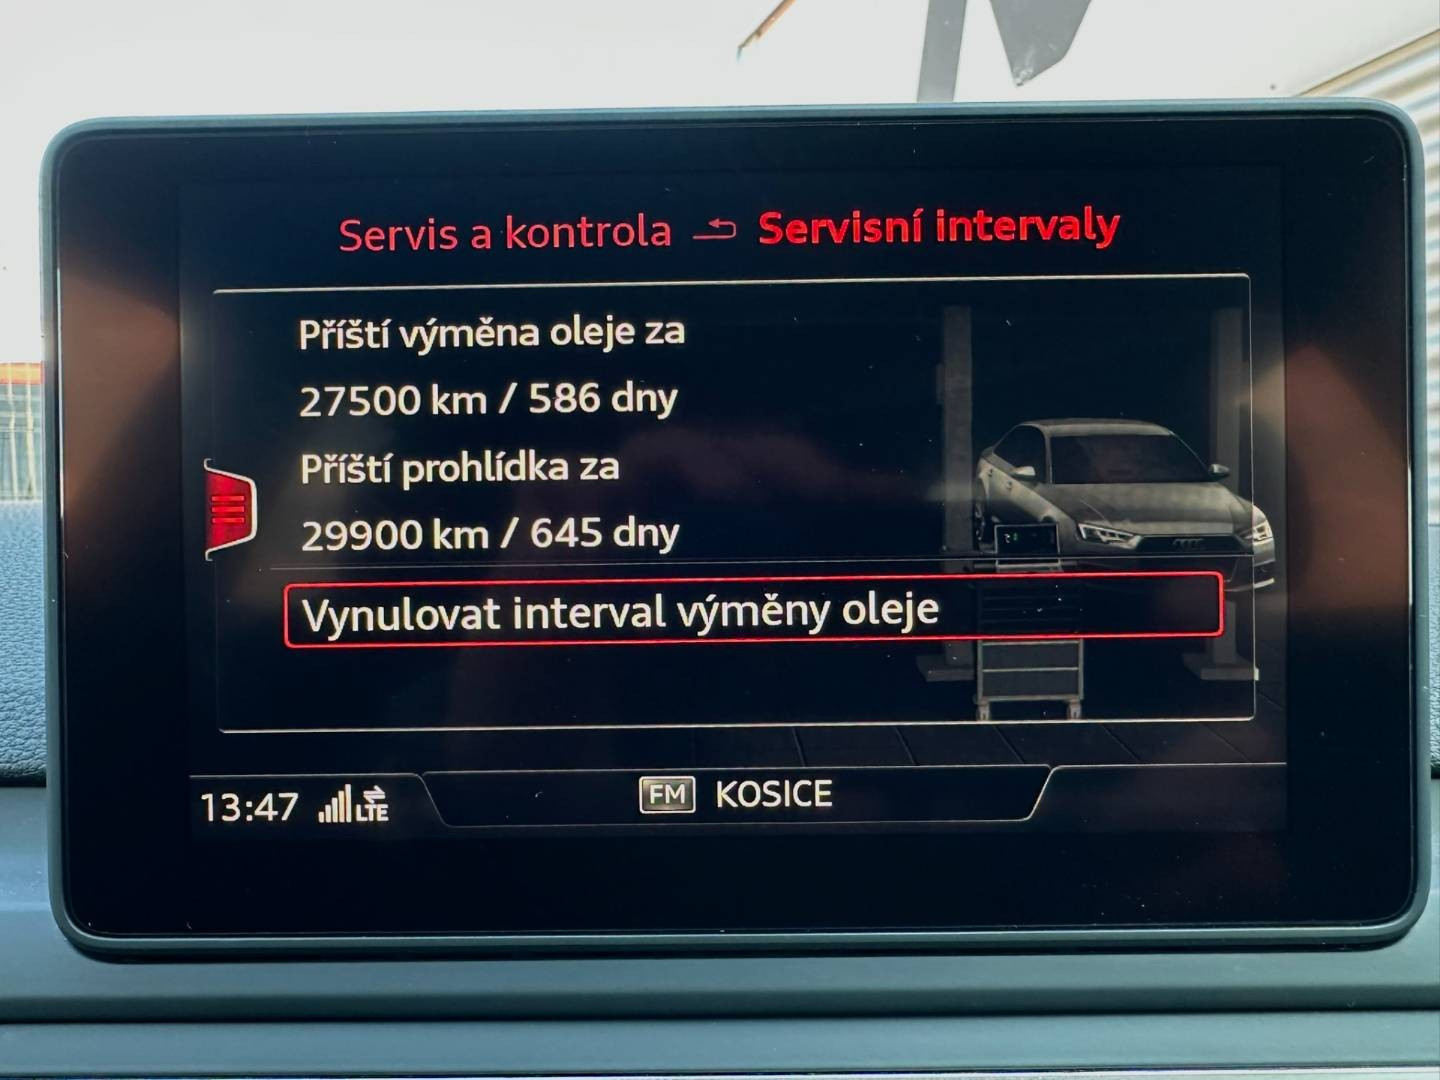 Servis a kontrola Servisní intervaly
Příští výměna oleje za
27500 km / 586 dny
Příští prohlídka za
29900 km / 645 dny
Vynulovat interval výměny oleje
13:47 LTE FM KOSICE